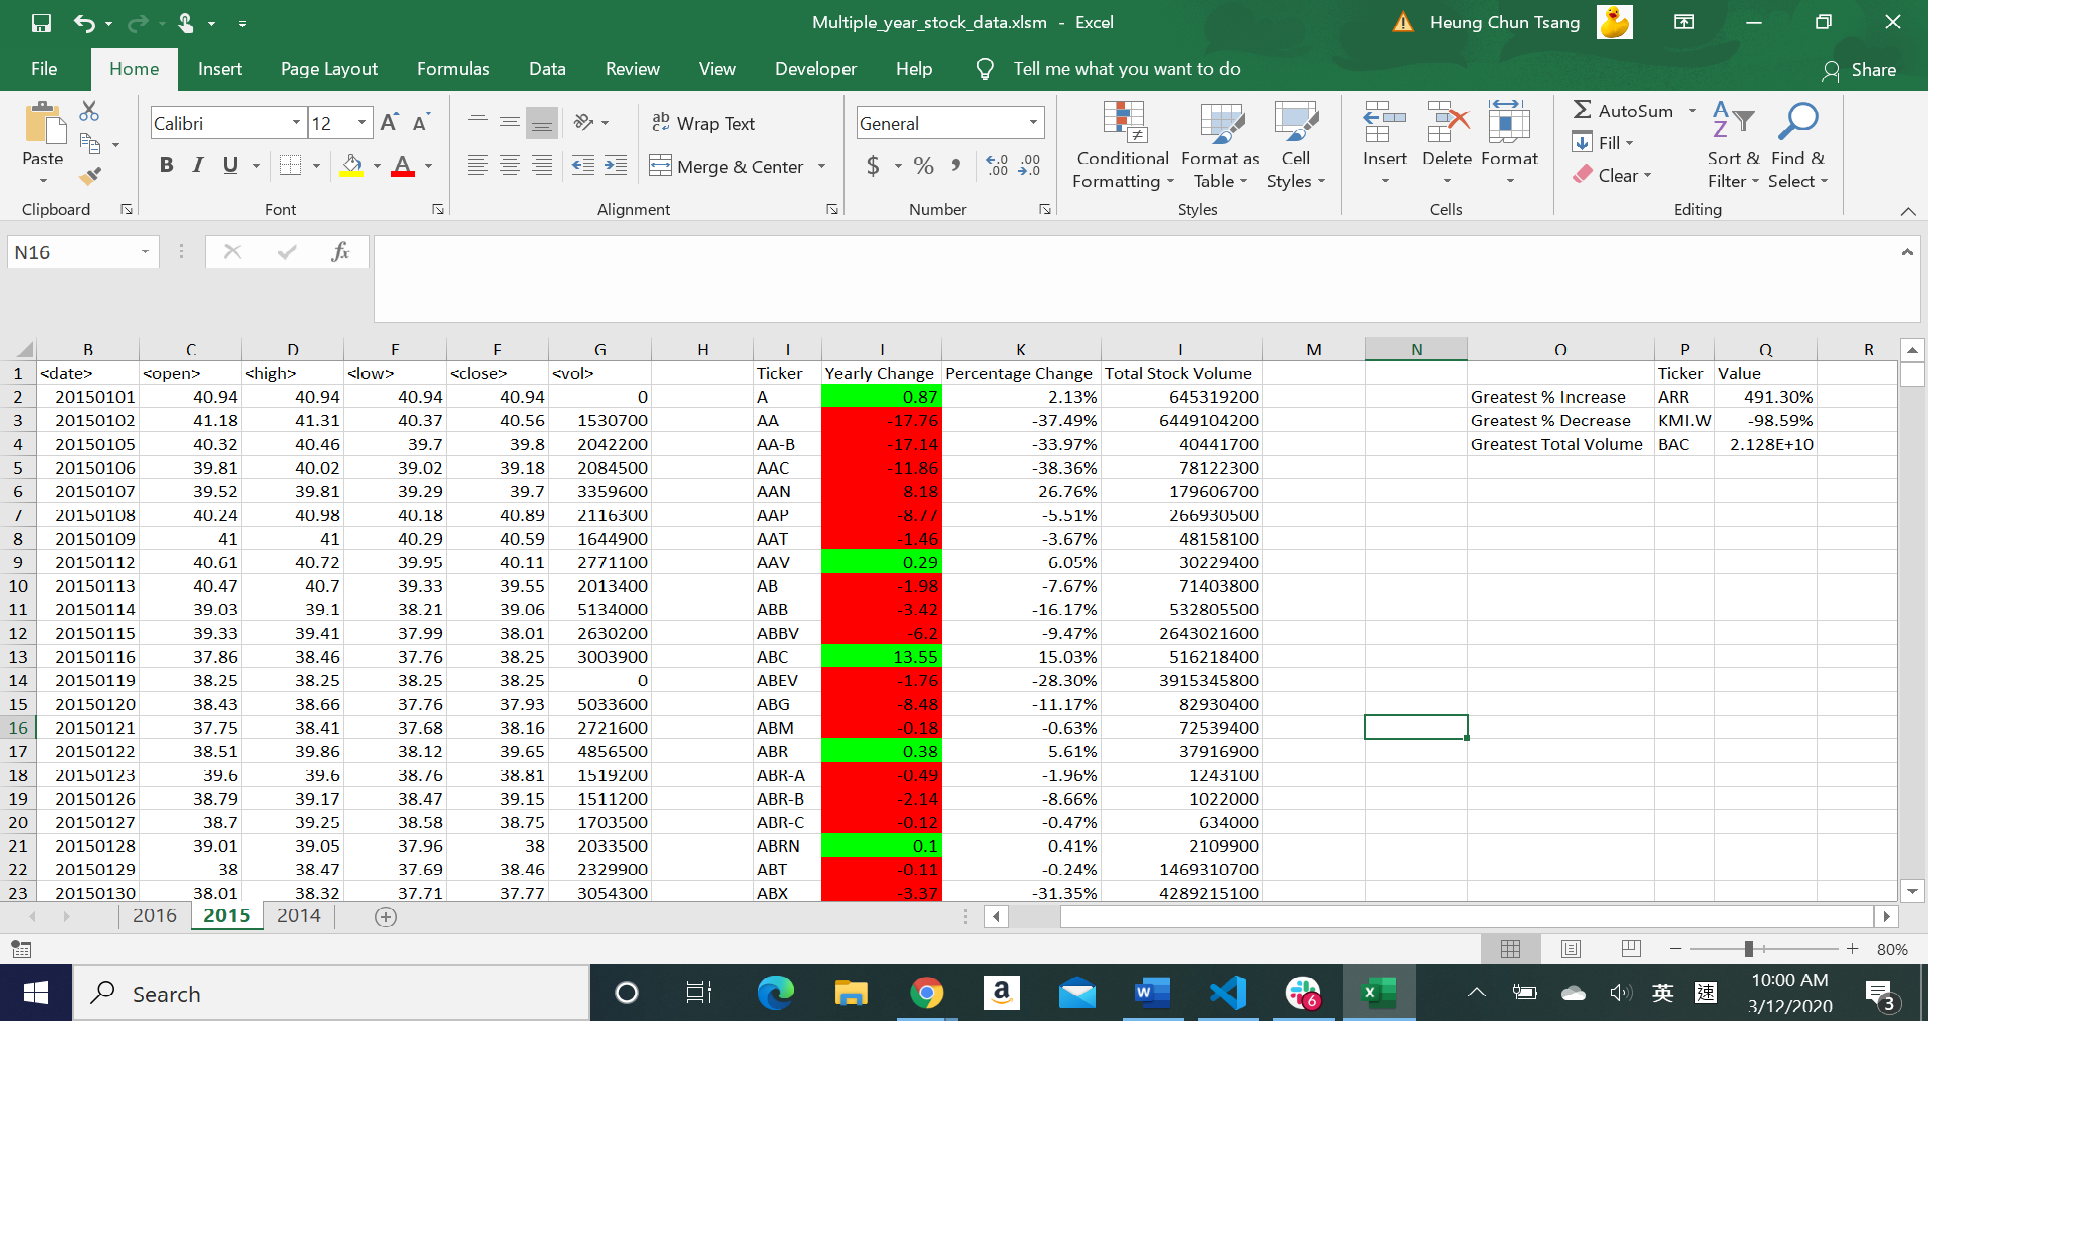 Multiple_year_stock_data.xlsm - Excel
Heung Chun Tsang
File Home Insert Page Layout Formulas Data Review View Developer Help Tell me what you want to do Share
Calibri 12 Wrap Text General AutoSum
Paste Merge & Center $ % Conditional Formatting Format as Table Cell Styles Insert Delete Format Fill Clear Sort & Filter Find & Select
Clipboard Font Alignment Number Styles Cells Editing
N16 fx
B C D E F G H I J K L M N O P Q R
1 <date> <open> <high> <low> <close> <vol> Ticker Yearly Change Percentage Change Total Stock Volume Ticker Value
2 20150101 40.94 40.94 40.94 40.94 0 A 0.87 2.13% 645319200 Greatest % Increase ARR 491.30%
3 20150102 41.18 41.31 40.37 40.56 1530700 AA -17.76 -37.49% 6449104200 Greatest % Decrease KMI.W -98.59%
4 20150105 40.32 40.46 39.7 39.8 2042200 AA-B -17.14 -33.97% 40441700 Greatest Total Volume BAC 2.128E+10
5 20150106 39.81 40.02 39.02 39.18 2084500 AAC -11.86 -38.36% 78122300
6 20150107 39.52 39.81 39.29 39.7 3359600 AAN 8.18 26.76% 179606700
7 20150108 40.24 40.98 40.18 40.89 2116300 AAP -8.77 -5.51% 266930500
8 20150109 41 41 40.29 40.59 1644900 AAT -1.46 -3.67% 48158100
9 20150112 40.61 40.72 39.95 40.11 2771100 AAV 0.29 6.05% 30229400
10 20150113 40.47 40.7 39.33 39.55 2013400 AB -1.98 -7.67% 71403800
11 20150114 39.03 39.1 38.21 39.06 5134000 ABB -3.42 -16.17% 532805500
12 20150115 39.33 39.41 37.99 38.01 2630200 ABBV -6.2 -9.47% 2643021600
13 20150116 37.86 38.46 37.76 38.25 3003900 ABC 13.55 15.03% 516218400
14 20150119 38.25 38.25 38.25 38.25 0 ABEV -1.76 -28.30% 3915345800
15 20150120 38.43 38.66 37.76 37.93 5033600 ABG -8.48 -11.17% 82930400
16 20150121 37.75 38.41 37.68 38.16 2721600 ABM -0.18 -0.63% 72539400
17 20150122 38.51 39.86 38.12 39.65 4856500 ABR 0.38 5.61% 37916900
18 20150123 39.6 39.6 38.76 38.81 1519200 ABR-A -0.49 -1.96% 1243100
19 20150126 38.79 39.17 38.47 39.15 1511200 ABR-B -2.14 -8.66% 1022000
20 20150127 38.7 39.25 38.58 38.75 1703500 ABR-C -0.12 -0.47% 634000
21 20150128 39.01 39.05 37.96 38 2033500 ABRN 0.1 0.41% 2109900
22 20150129 38 38.47 37.69 38.46 2329900 ABT -0.11 -0.24% 1469310700
23 20150130 38.01 38.32 37.71 37.77 3054300 ABX -3.37 -31.35% 4289215100
2016 2015 2014
80%
Search 6 英 速 10:00 AM 3
3/12/2020